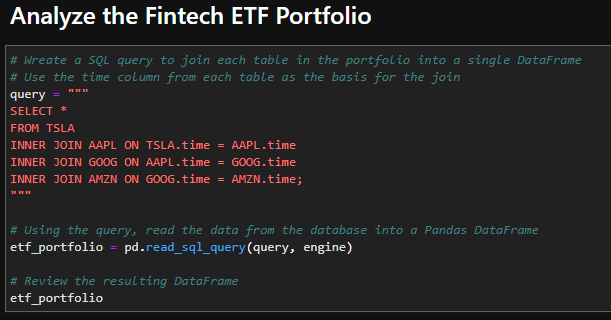 Analyze the Fintech ETF Portfolio
# Wreate a SQL query to join each table in the portfolio into a single DataFrame
# Use the time column from each table as the basis for the join
query = """
SELECT *
FROM TSLA
INNER JOIN AAPL ON TSLA.time = AAPL.time
INNER JOIN GOOG ON AAPL.time = GOOG.time
INNER JOIN AMZN ON GOOG.time = AMZN.time;
"""
# Using the query, read the data from the database into a Pandas DataFrame
etf_portfolio = pd.read_sql_query(query, engine)
# Review the resulting DataFrame
etf_portfolio